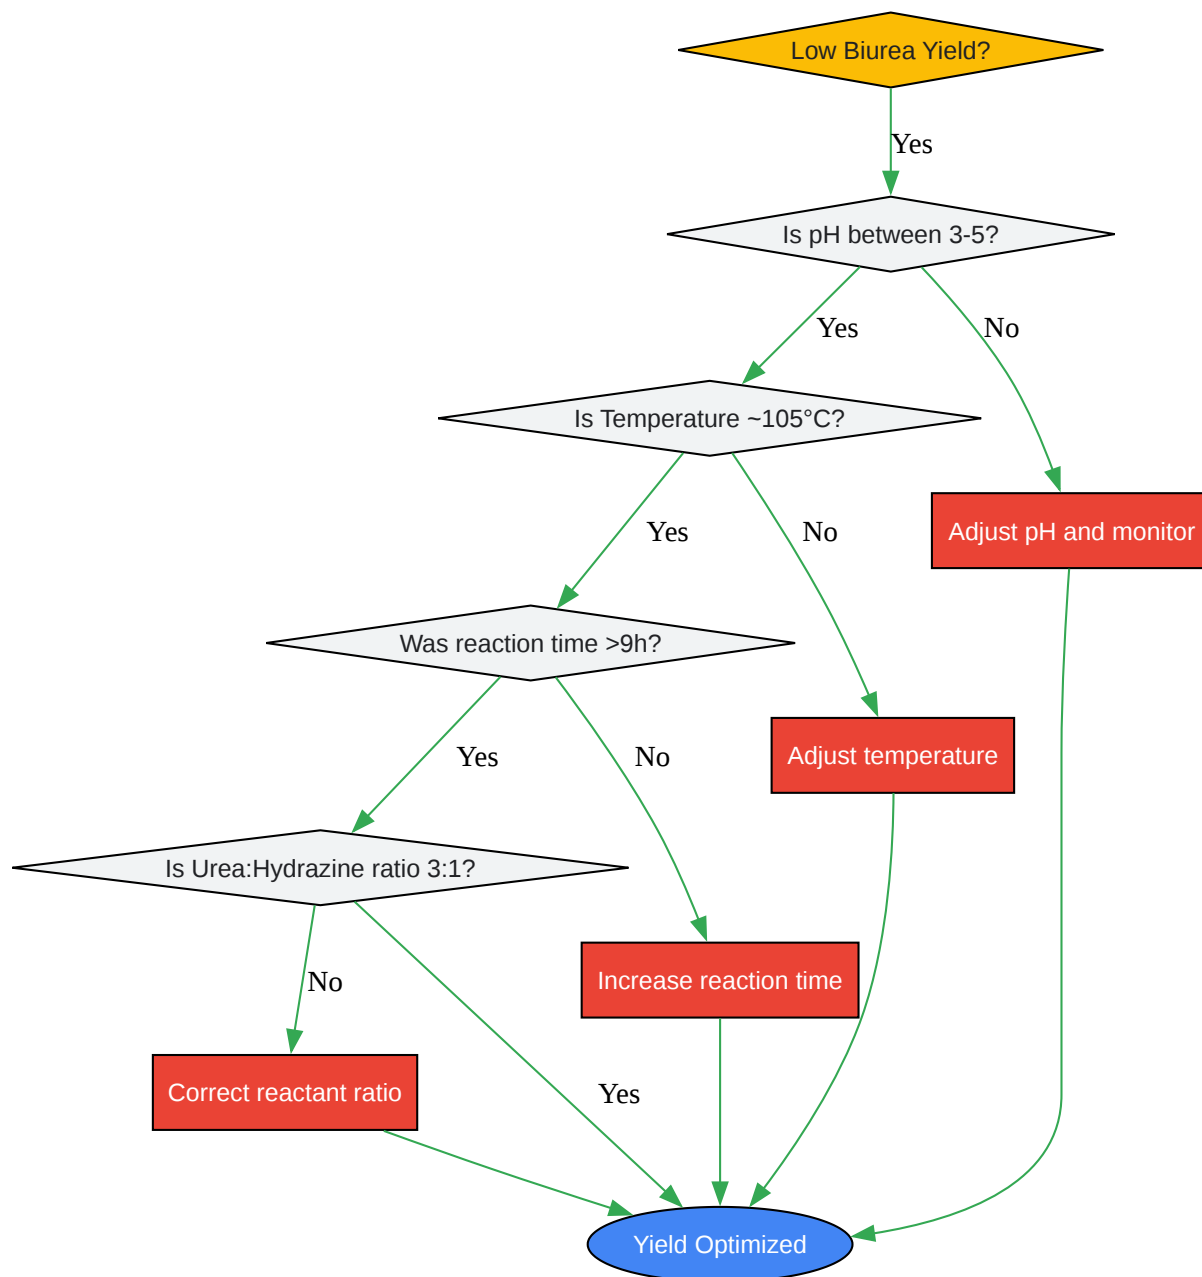 Low Biurea Yield?
Yes
Is pH between 3-5?
Yes
No
Is Temperature ~105°C?
Yes
No
Adjust pH and monitor
Was reaction time >9h?
Yes
No
Adjust temperature
Is Urea:Hydrazine ratio 3:1?
No
Increase reaction time
Correct reactant ratio
Yes
Yield Optimized